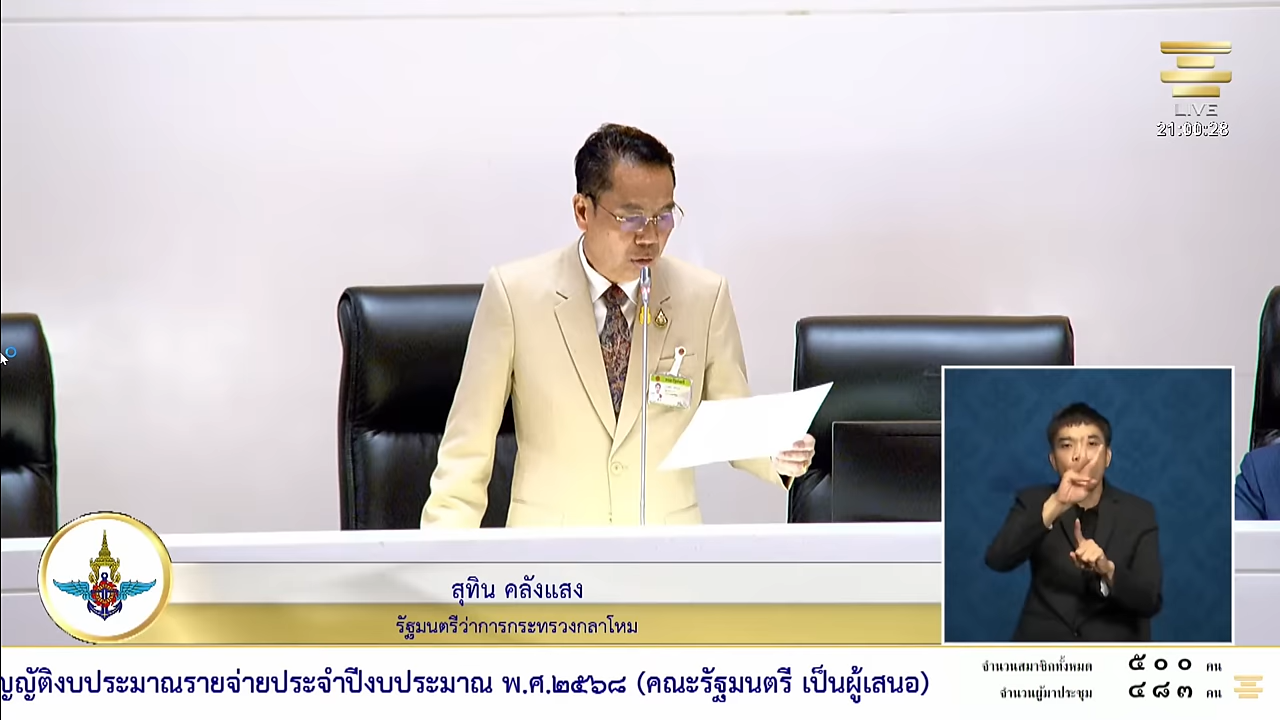 LIVE
21:00:28
สุทิน คลังแสง
รัฐมนตรีว่าการกระทรวงกลาโหม
ญญัติงบประมาณรายจ่ายประจำปีงบประมาณ พ.ศ.๒๕๖๘ (คณะรัฐมนตรี เป็นผู้เสนอ)
จำนวนสมาชิกทั้งหมด ๕๐๐ คน
จำนวนผู้มาประชุม ๔๘๓ คน